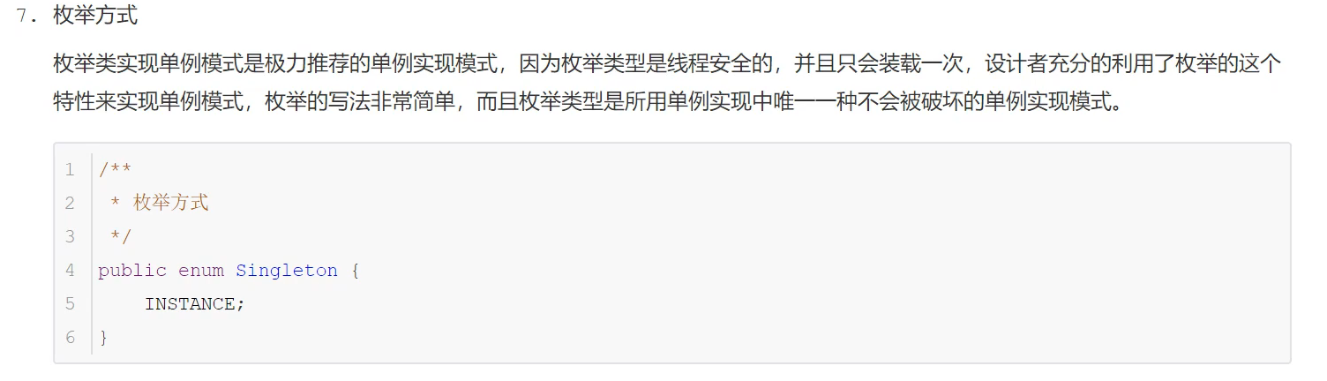 7. 枚举方式
枚举类实现单例模式是极力推荐的单例实现模式，因为枚举类型是线程安全的，并且只会装载一次，设计者充分的利用了枚举的这个
特性来实现单例模式，枚举的写法非常简单，而且枚举类型是所用单例实现中唯一一种不会被破坏的单例实现模式。
1 /**
2  * 枚举方式
3  */
4 public enum Singleton {
5     INSTANCE;
6 }